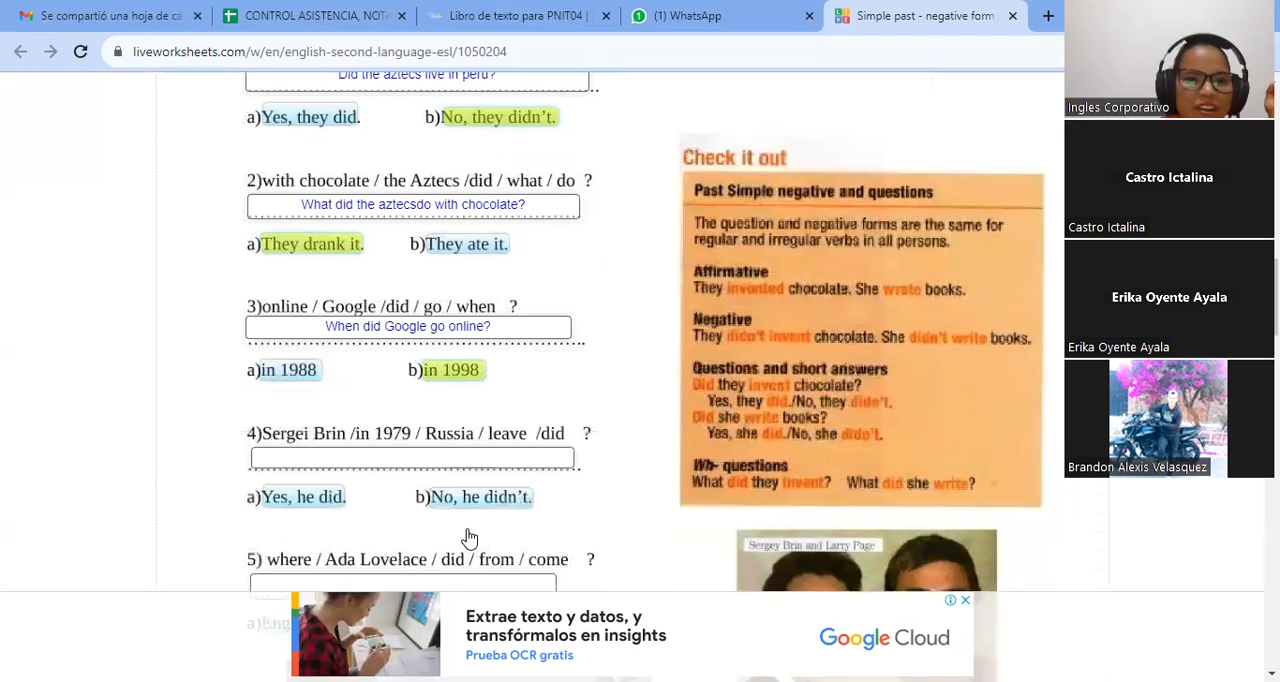 Se compartió una hoja de ca
CONTROL ASISTENCIA, NOTA
Libro de texto para PNIT04 |
(1) WhatsApp
Simple past - negative form
liveworksheets.com/w/en/english-second-language-esl/1050204
Did the aztecs live in peru?
a)Yes, they did. b)No, they didn’t.
2)with chocolate / the Aztecs /did / what / do ?
What did the aztecsdo with chocolate?
a)They drank it. b)They ate it.
3)online / Google /did / go / when ?
When did Google go online?
a)in 1988 b)in 1998
4)Sergei Brin /in 1979 / Russia / leave /did ?
a)Yes, he did. b)No, he didn’t.
5) where / Ada Lovelace / did / from / come ?
a)Eng
Check it out
Past Simple negative and questions
The question and negative forms are the same for
regular and irregular verbs in all persons.
Affirmative
They invented chocolate. She wrote books.
Negative
They didn't invent chocolate. She didn't write books.
Questions and short answers
Did they invent chocolate?
Yes, they did./No, they didn't.
Did she write books?
Yes, she did./No, she didn't.
Wh- questions
What did they invent? What did she write?
Sergey Brin and Larry Page
Extrae texto y datos, y
transfórmalos en insights
Prueba OCR gratis
Google Cloud
Ingles Corporativo
Castro Ictalina
Castro Ictalina
Erika Oyente Ayala
Erika Oyente Ayala
Brandon Alexis Velasquez